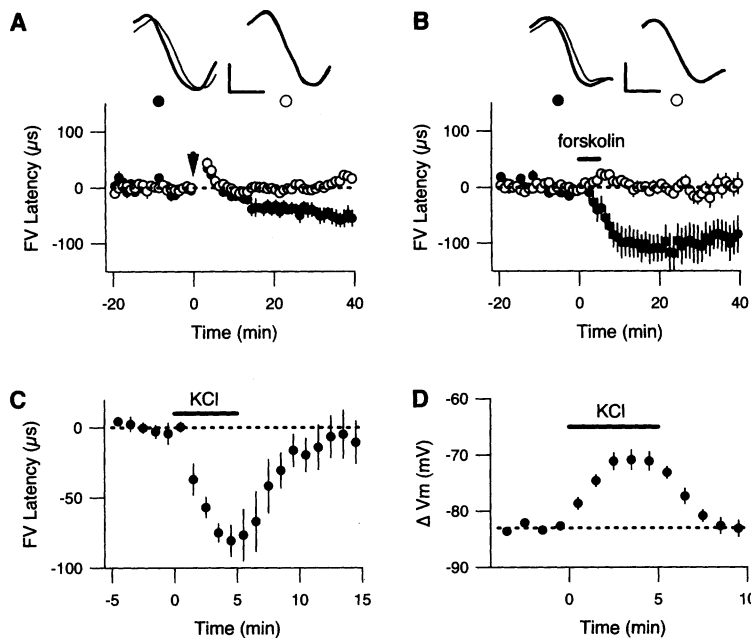 A
FV Latency (µs)
100
0
-100
-20
0
20
40
Time (min)
B
forskolin
FV Latency (µs)
100
0
-100
-20
0
20
40
Time (min)
C
KCl
FV Latency (µs)
0
-50
-100
-5
0
5
10
15
Time (min)
D
KCl
Δ Vm (mV)
-60
-70
-80
-90
0
5
10
Time (min)